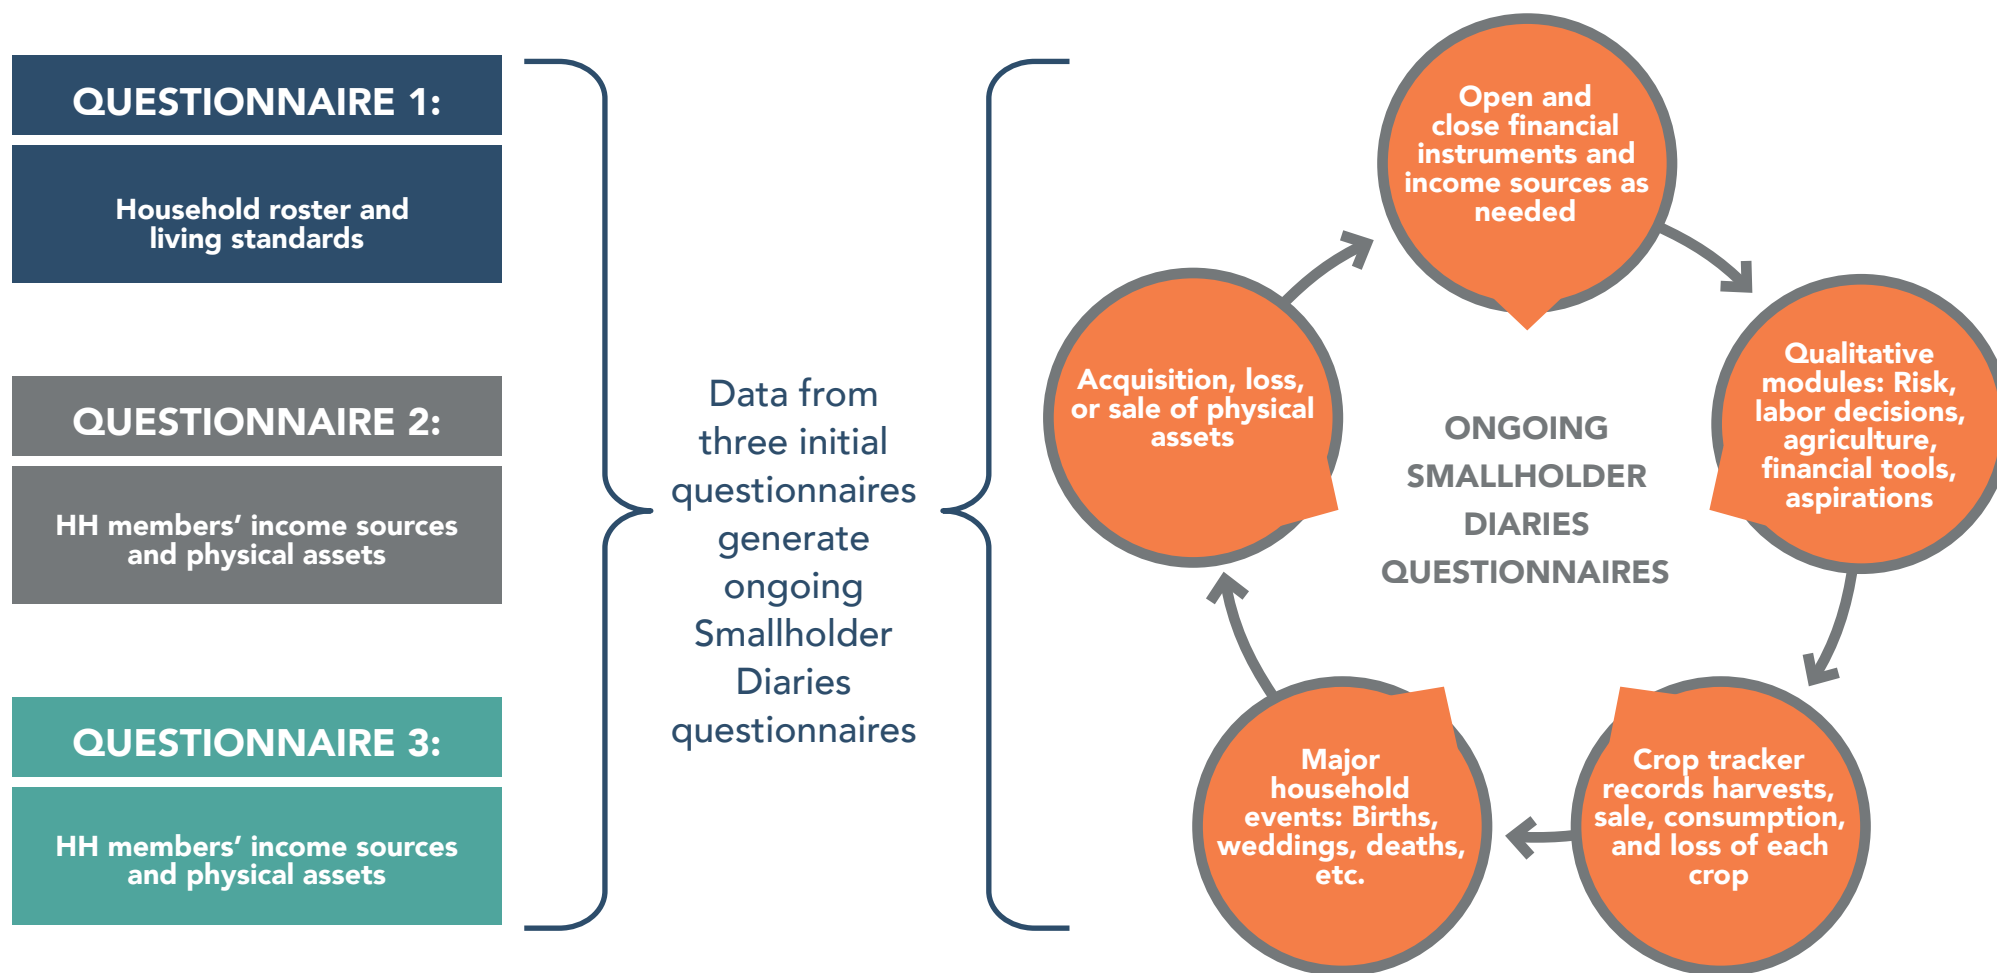 QUESTIONNAIRE 1:
Household roster and
living standards
QUESTIONNAIRE 2:
HH members’ income sources
and physical assets
QUESTIONNAIRE 3:
HH members’ income sources
and physical assets
Data from
three initial
questionnaires
generate
ongoing
Smallholder
Diaries
questionnaires
Open and
close financial
instruments and
income sources as
needed
Qualitative
modules: Risk,
labor decisions,
agriculture,
financial tools,
aspirations
Crop tracker
records harvests,
sale, consumption,
and loss of each
crop
Major
household
events: Births,
weddings, deaths,
etc.
Acquisition, loss,
or sale of physical
assets
ONGOING
SMALLHOLDER
DIARIES
QUESTIONNAIRES